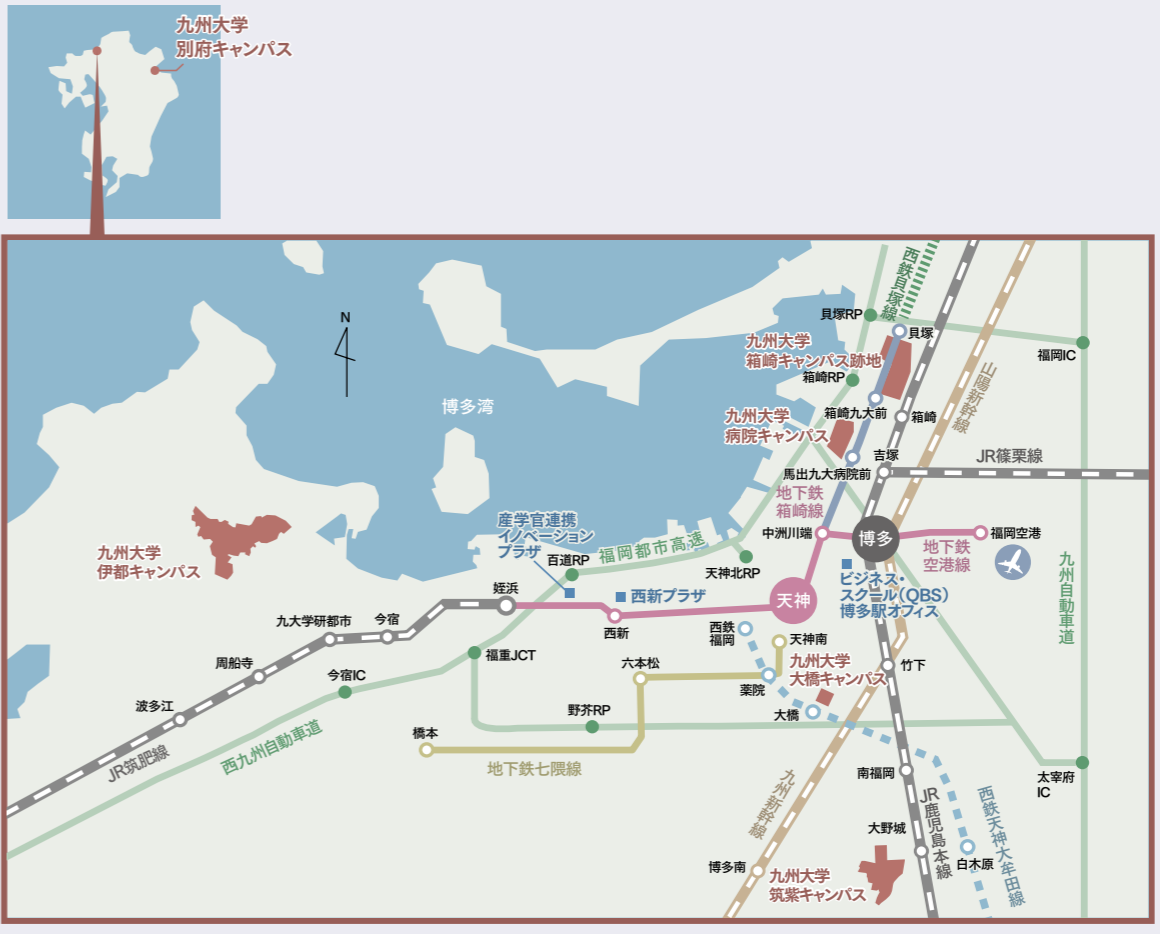 九州大学
別府キャンパス
N
博多湾
西鉄貝塚線
貝塚RP
貝塚
福岡IC
九州大学
箱崎キャンパス跡地
箱崎RP
山陽新幹線
九州大学
病院キャンパス
箱崎九大前
箱崎
吉塚
JR篠栗線
馬出九大病院前
地下鉄
箱崎線
中洲川端
博多
福岡空港
地下鉄
空港線
九州大学
伊都キャンパス
産学官連携
イノベーション
プラザ
福岡都市高速
百道RP
天神北RP
ビジネス・
スクール（QBS）
博多駅オフィス
九州自動車道
姪浜
西新プラザ
天神
西新
九大学研都市
今宿
西鉄
福岡
天神南
周船寺
今宿IC
福重JCT
六本松
薬院
九州大学
大橋キャンパス
竹下
波多江
野芥RP
大橋
橋本
西九州自動車道
JR筑肥線
地下鉄七隈線
九州新幹線
南福岡
太宰府
IC
JR鹿児島本線
西鉄天神大牟田線
大野城
白木原
博多南
九州大学
筑紫キャンパス